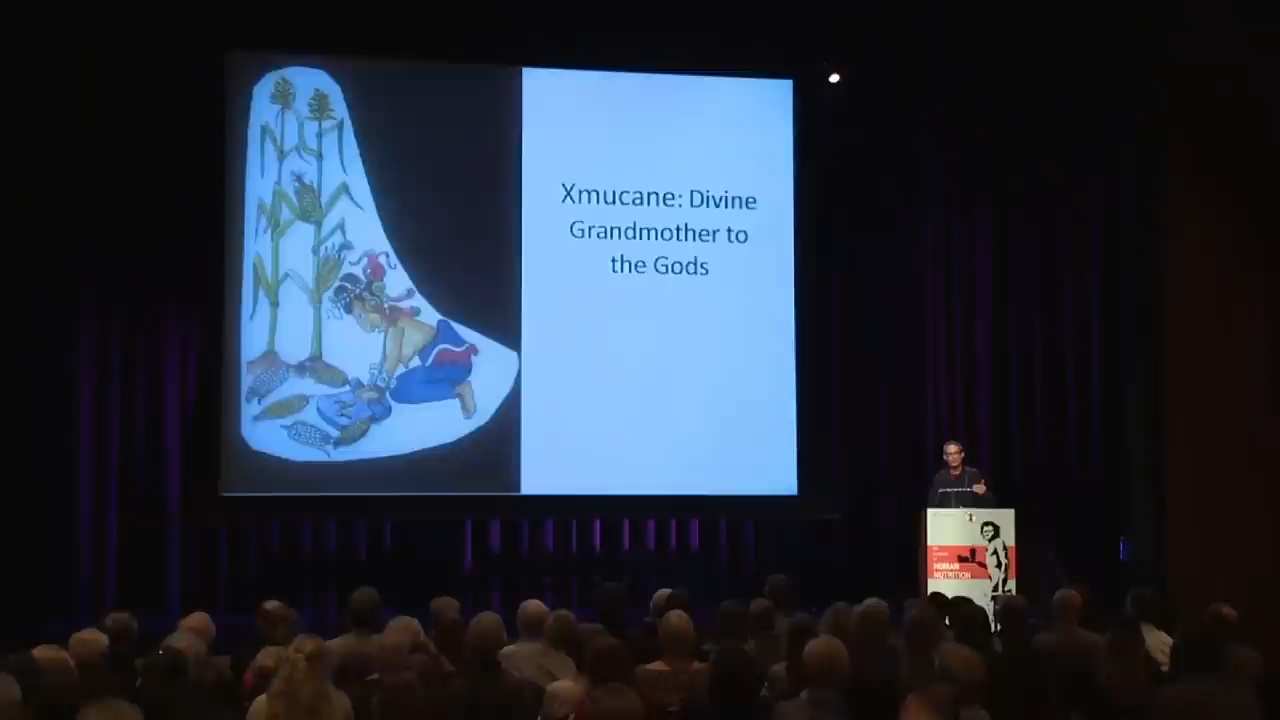 Xmucane: Divine
Grandmother to
the Gods
HUMAN
NUTRITION